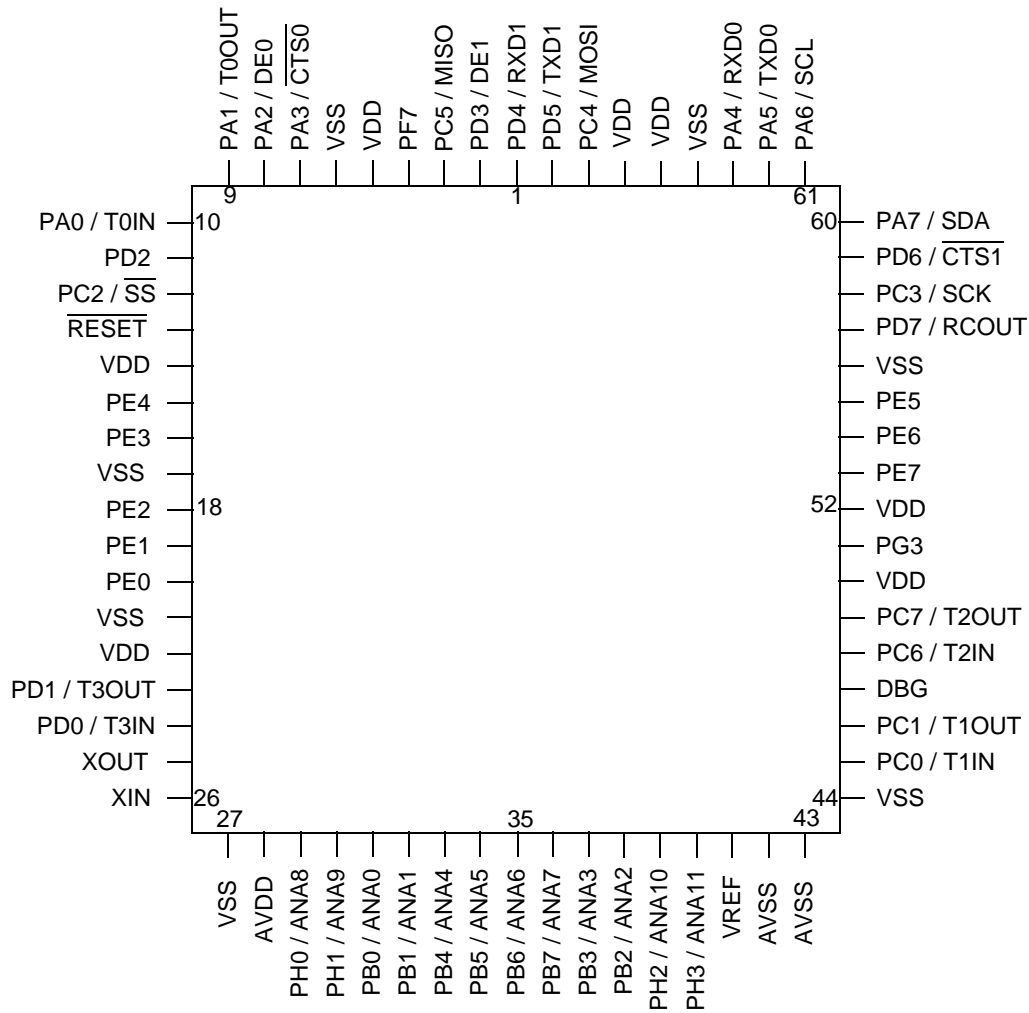 PA1 / T0OUT
PA2 / DE0
PA3 / CTS0
VSS
VDD
PF7
PC5 / MISO
PD3 / DE1
PD4 / RXD1
PD5 / TXD1
PC4 / MOSI
VDD
VDD
VSS
PA4 / RXD0
PA5 / TXD0
PA6 / SCL
9
1
61
PA0 / T0IN
10
PD2
PC2 / SS
RESET
VDD
PE4
PE3
VSS
PE2
18
PE1
PE0
VSS
VDD
PD1 / T3OUT
PD0 / T3IN
XOUT
XIN
26
60
PA7 / SDA
PD6 / CTS1
PC3 / SCK
PD7 / RCOUT
VSS
PE5
PE6
PE7
52
VDD
PG3
VDD
PC7 / T2OUT
PC6 / T2IN
DBG
PC1 / T1OUT
PC0 / T1IN
44
VSS
27
35
43
VSS
AVDD
PH0 / ANA8
PH1 / ANA9
PB0 / ANA0
PB1 / ANA1
PB4 / ANA4
PB5 / ANA5
PB6 / ANA6
PB7 / ANA7
PB3 / ANA3
PB2 / ANA2
PH2 / ANA10
PH3 / ANA11
VREF
AVSS
AVSS